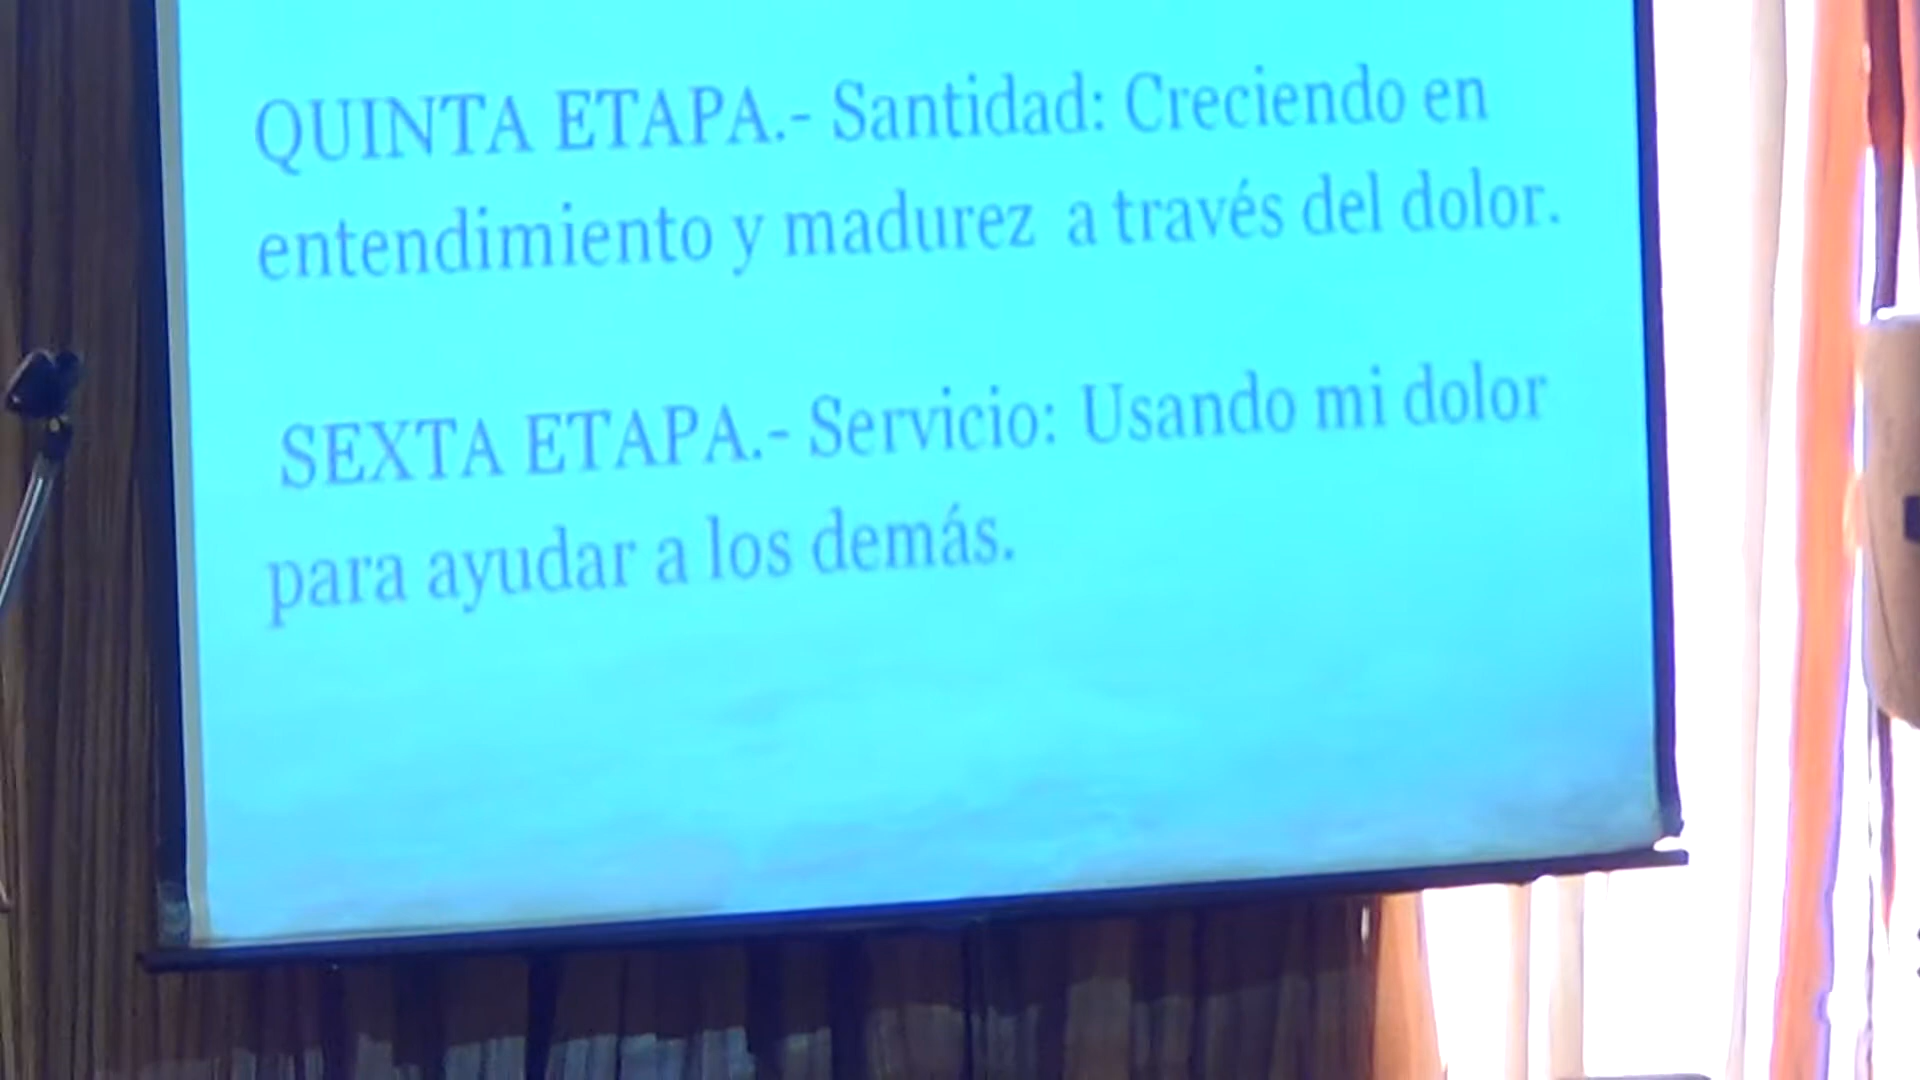 QUINTA ETAPA.- Santidad: Creciendo en
entendimiento y madurez a través del dolor.
SEXTA ETAPA.- Servicio: Usando mi dolor
para ayudar a los demás.